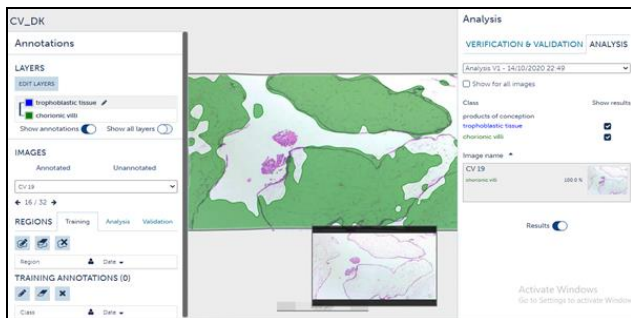 CV_DK
Annotations
LAYERS
EDIT LAYERS
trophoblastic tissue
chorionic villi
Show annotations
Show all layers
IMAGES
Annotated
Unannotated
CV 19
16 / 32
REGIONS
Training
Analysis
Validation
Region
Date
TRAINING ANNOTATIONS (0)
Class
Date
Analysis
VERIFICATION & VALIDATION
ANALYSIS
Analysis V1 - 14/10/2020 22:49
Show for all images
Class
Show results
products of conception
trophoblastic tissue
chorionic villi
Image name
CV 19
chorionic villi
100.0 %
Results
Activate Windows
Go to Settings to activate Window